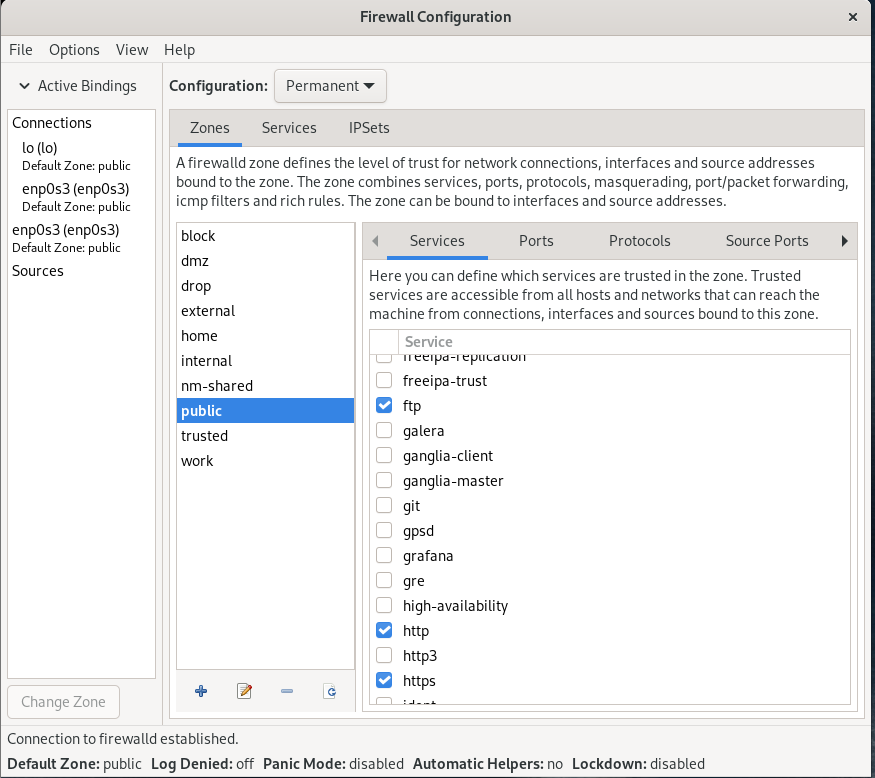 Firewall Configuration
File Options View Help
Active Bindings
Configuration: Permanent
Connections
lo (lo)
Default Zone: public
enp0s3 (enp0s3)
Default Zone: public
enp0s3 (enp0s3)
Default Zone: public
Sources
Change Zone
Zones Services IPSets
A firewalld zone defines the level of trust for network connections, interfaces and source addresses
bound to the zone. The zone combines services, ports, protocols, masquerading, port/packet forwarding,
icmp filters and rich rules. The zone can be bound to interfaces and source addresses.
block
dmz
drop
external
home
internal
nm-shared
public
trusted
work
Services Ports Protocols Source Ports
Here you can define which services are trusted in the zone. Trusted
services are accessible from all hosts and networks that can reach the
machine from connections, interfaces and sources bound to this zone.
Service
freeipa-replication
freeipa-trust
ftp
galera
ganglia-client
ganglia-master
git
gpsd
grafana
gre
high-availability
http
http3
https
ident
Connection to firewalld established.
Default Zone: public Log Denied: off Panic Mode: disabled Automatic Helpers: no Lockdown: disabled